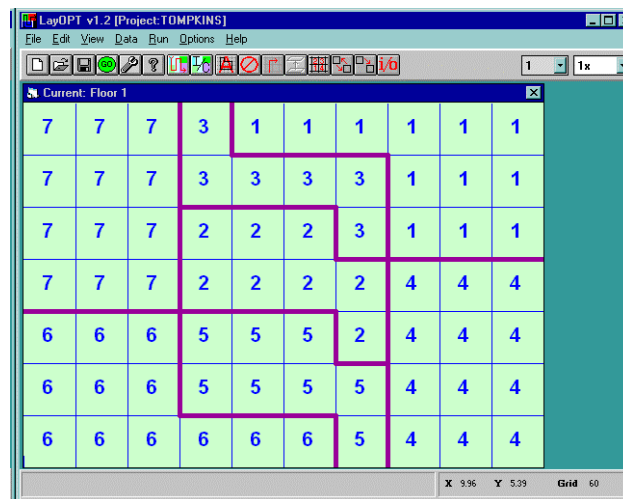 LayOPT v1.2 [Project:TOMPKINS]
File Edit View Data Run Options Help
GO ? I/C i/o 1 1x
Current: Floor 1
7 7 7 3 1 1 1 1 1 1
7 7 7 3 3 3 3 1 1 1
7 7 7 2 2 2 3 1 1 1
7 7 7 2 2 2 2 4 4 4
6 6 6 5 5 5 2 4 4 4
6 6 6 5 5 5 5 4 4 4
6 6 6 6 6 6 5 4 4 4
X 9.96 Y 5.39 Grid 60